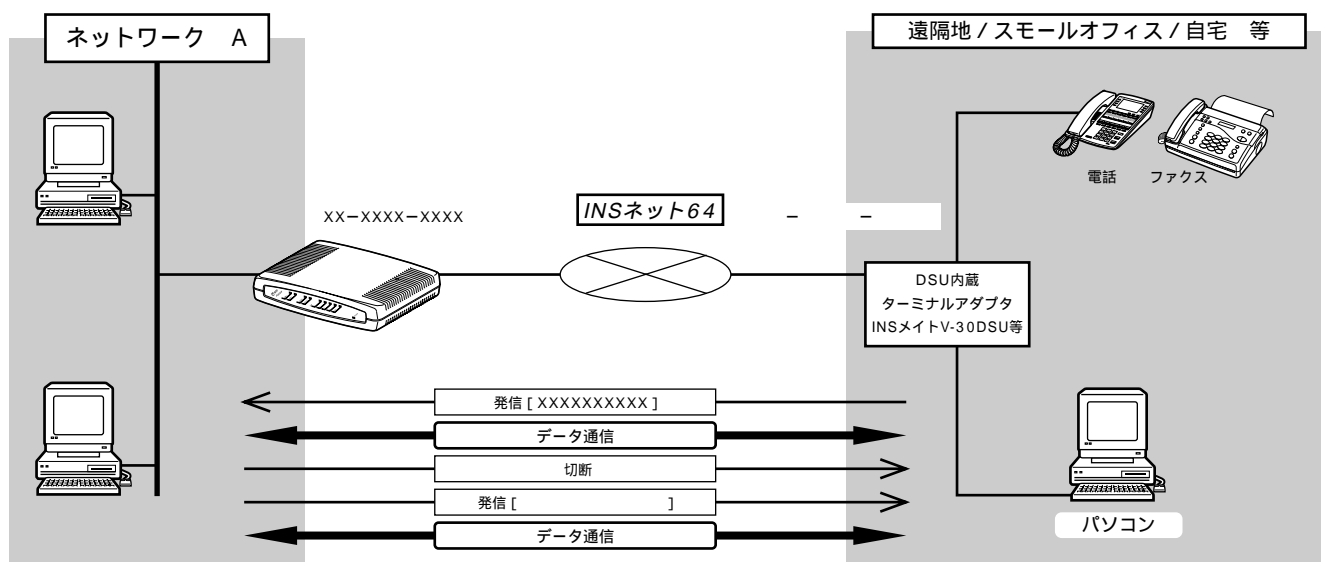 ネットワーク　A
遠隔地 / スモールオフィス / 自宅　等
電話　ファクス
XX−XXXX−XXXX
INSネット64
−　　−
DSU内蔵
ターミナルアダプタ
INSメイトV-30DSU等
発信 [ XXXXXXXXXX ]
データ通信
切断
発信 [　　　　　　　　]
データ通信
パソコン